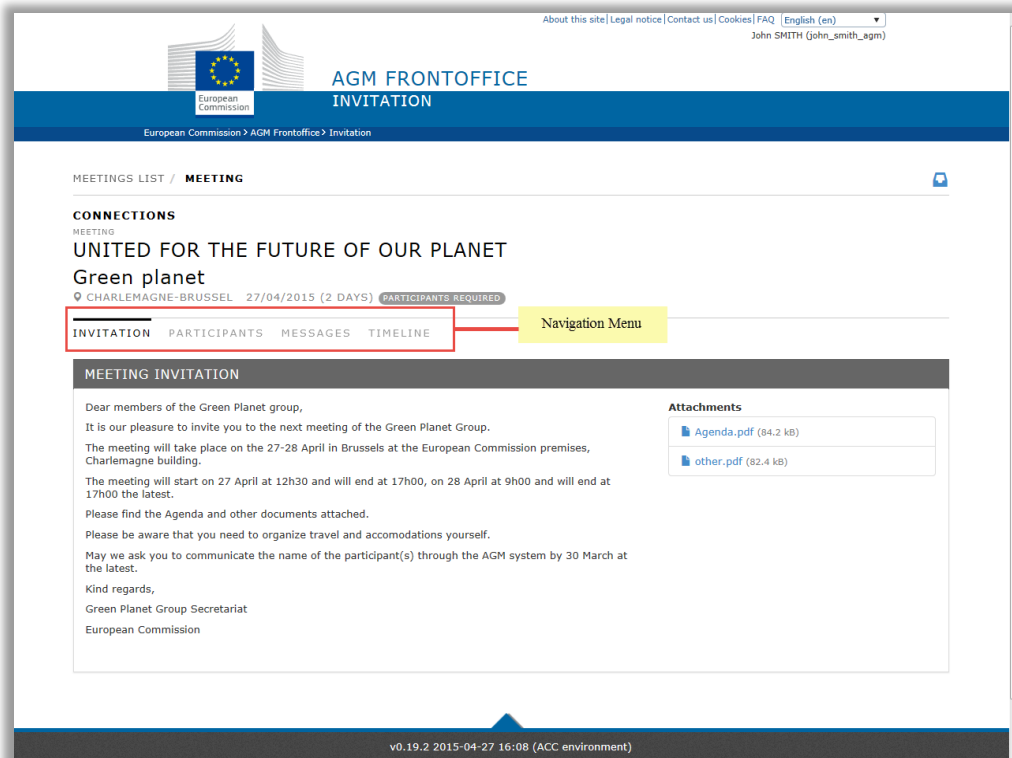 About this site| Legal notice| Contact us| Cookies| FAQ English (en)
John SMITH (john_smith_agm)
European
Commission
AGM FRONTOFFICE
INVITATION
European Commission > AGM Frontoffice > Invitation
MEETINGS LIST / MEETING
CONNECTIONS
MEETING
UNITED FOR THE FUTURE OF OUR PLANET
Green planet
CHARLEMAGNE-BRUSSEL 27/04/2015 (2 DAYS) PARTICIPANTS REQUIRED
INVITATION PARTICIPANTS MESSAGES TIMELINE
Navigation Menu
MEETING INVITATION
Dear members of the Green Planet group,
It is our pleasure to invite you to the next meeting of the Green Planet Group.
The meeting will take place on the 27-28 April in Brussels at the European Commission premises,
Charlemagne building.
The meeting will start on 27 April at 12h30 and will end at 17h00, on 28 April at 9h00 and will end at
17h00 the latest.
Please find the Agenda and other documents attached.
Please be aware that you need to organize travel and accomodations yourself.
May we ask you to communicate the name of the participant(s) through the AGM system by 30 March at
the latest.
Kind regards,
Green Planet Group Secretariat
European Commission
Attachments
Agenda.pdf (84.2 kB)
other.pdf (82.4 kB)
v0.19.2 2015-04-27 16:08 (ACC environment)